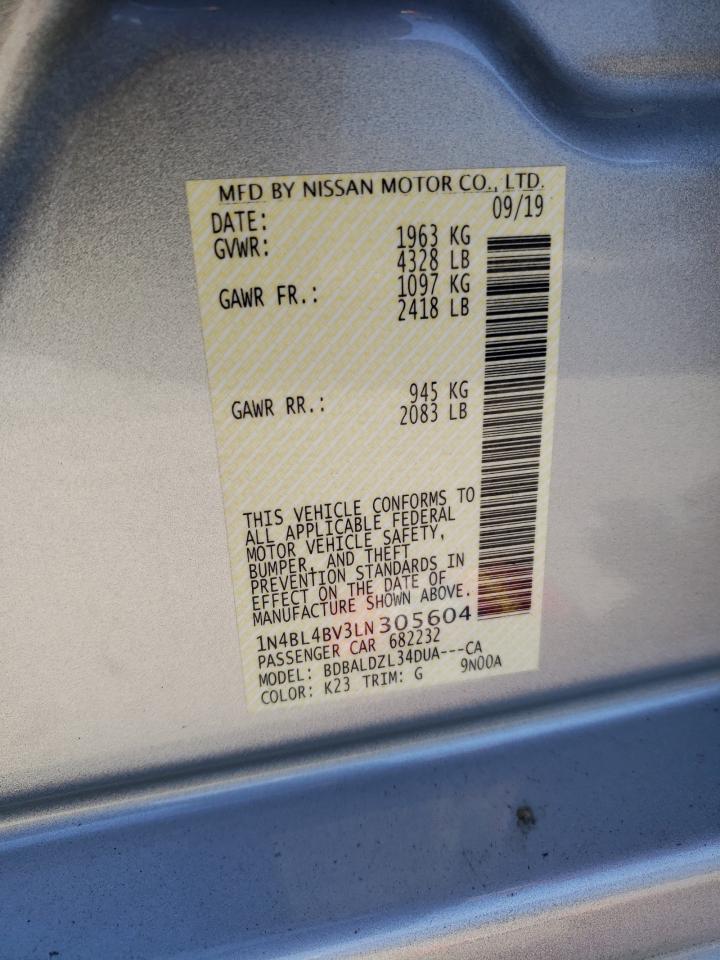 MFD BY NISSAN MOTOR CO., LTD.
DATE: 09/19
GVWR: 1963 KG
4328 LB
GAWR FR.: 1097 KG
2418 LB
GAWR RR.: 945 KG
2083 LB
THIS VEHICLE CONFORMS TO
ALL APPLICABLE FEDERAL
MOTOR VEHICLE SAFETY,
BUMPER, AND THEFT
PREVENTION STANDARDS IN
EFFECT ON THE DATE OF
MANUFACTURE SHOWN ABOVE.
1N4BL4BV3LN305604
PASSENGER CAR 682232
MODEL: BDBALDZL34DUA---CA
COLOR: K23 TRIM: G 9N00A